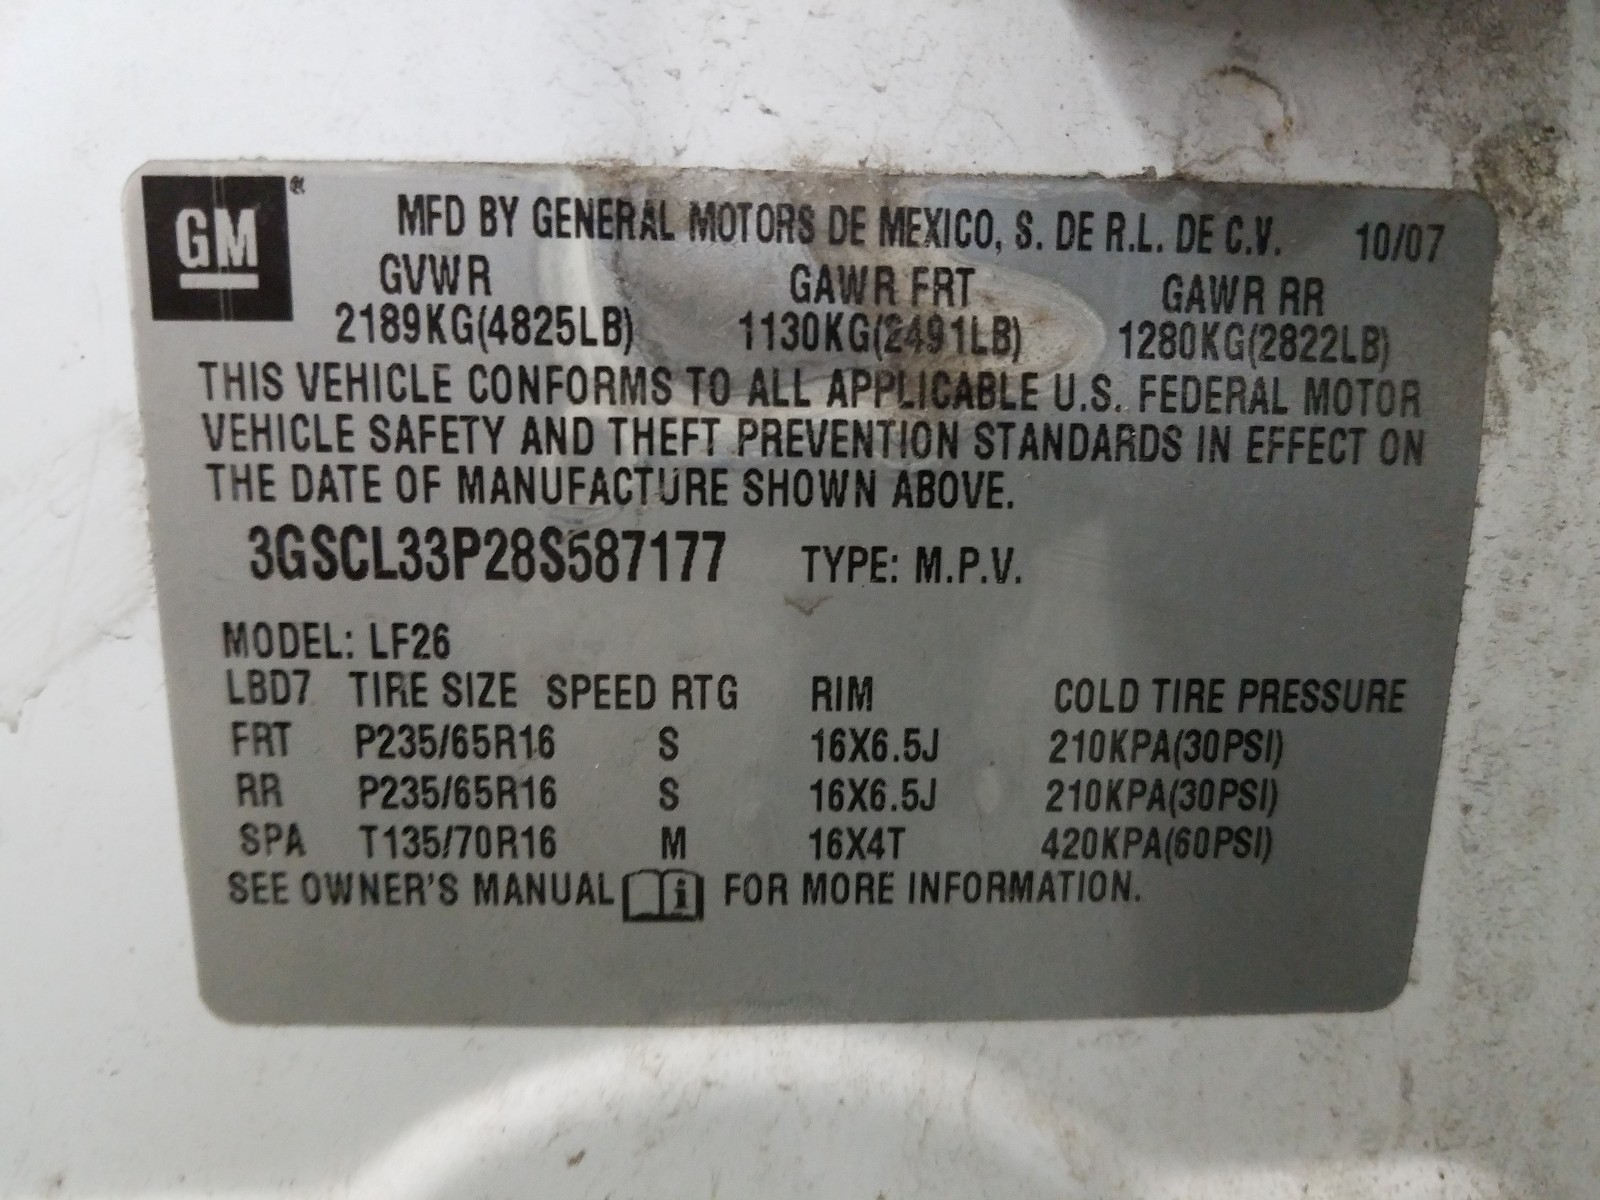 GM
MFD BY GENERAL MOTORS DE MEXICO, S. DE R.L. DE C.V. 10/07
GVWR GAWR FRT GAWR RR
2189KG(4825LB) 1130KG(2491LB) 1280KG(2822LB)
THIS VEHICLE CONFORMS TO ALL APPLICABLE U.S. FEDERAL MOTOR
VEHICLE SAFETY AND THEFT PREVENTION STANDARDS IN EFFECT ON
THE DATE OF MANUFACTURE SHOWN ABOVE.
3GSCL33P28S587177 TYPE: M.P.V.
MODEL: LF26
LBD7 TIRE SIZE SPEED RTG RIM COLD TIRE PRESSURE
FRT P235/65R16 S 16X6.5J 210KPA(30PSI)
RR P235/65R16 S 16X6.5J 210KPA(30PSI)
SPA T135/70R16 M 16X4T 420KPA(60PSI)
SEE OWNER'S MANUAL i FOR MORE INFORMATION.